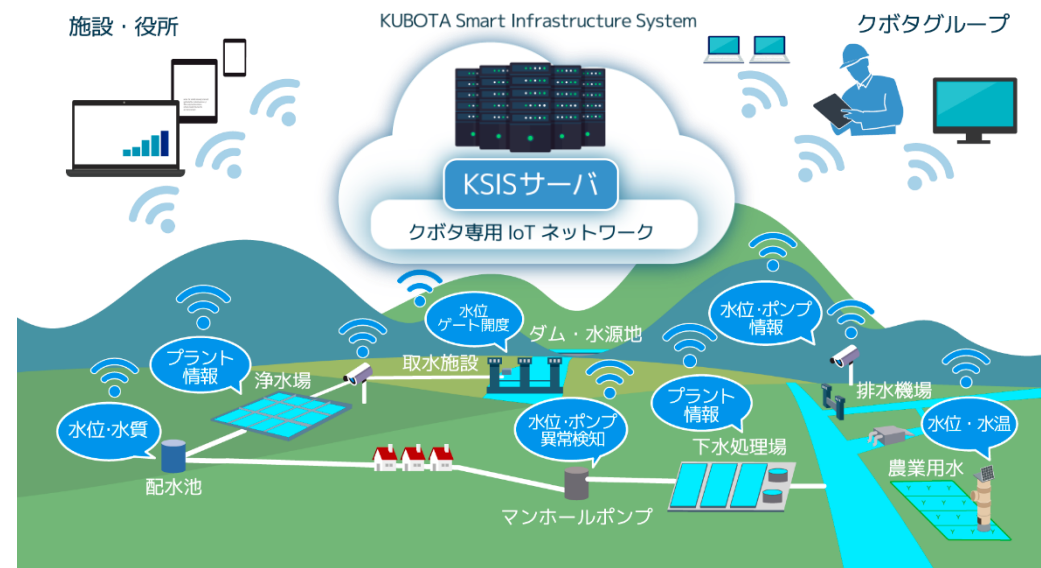 施設・役所
KUBOTA Smart Infrastructure System
クボタグループ
KSISサーバ
クボタ専用 IoT ネットワーク
水位
ゲート開度
水位・ポンプ
情報
プラント
情報
浄水場
取水施設
ダム・水源地
水位・水質
水位・ポンプ
異常検知
プラント
情報
排水機場
水位・水温
配水池
マンホールポンプ
下水処理場
農業用水